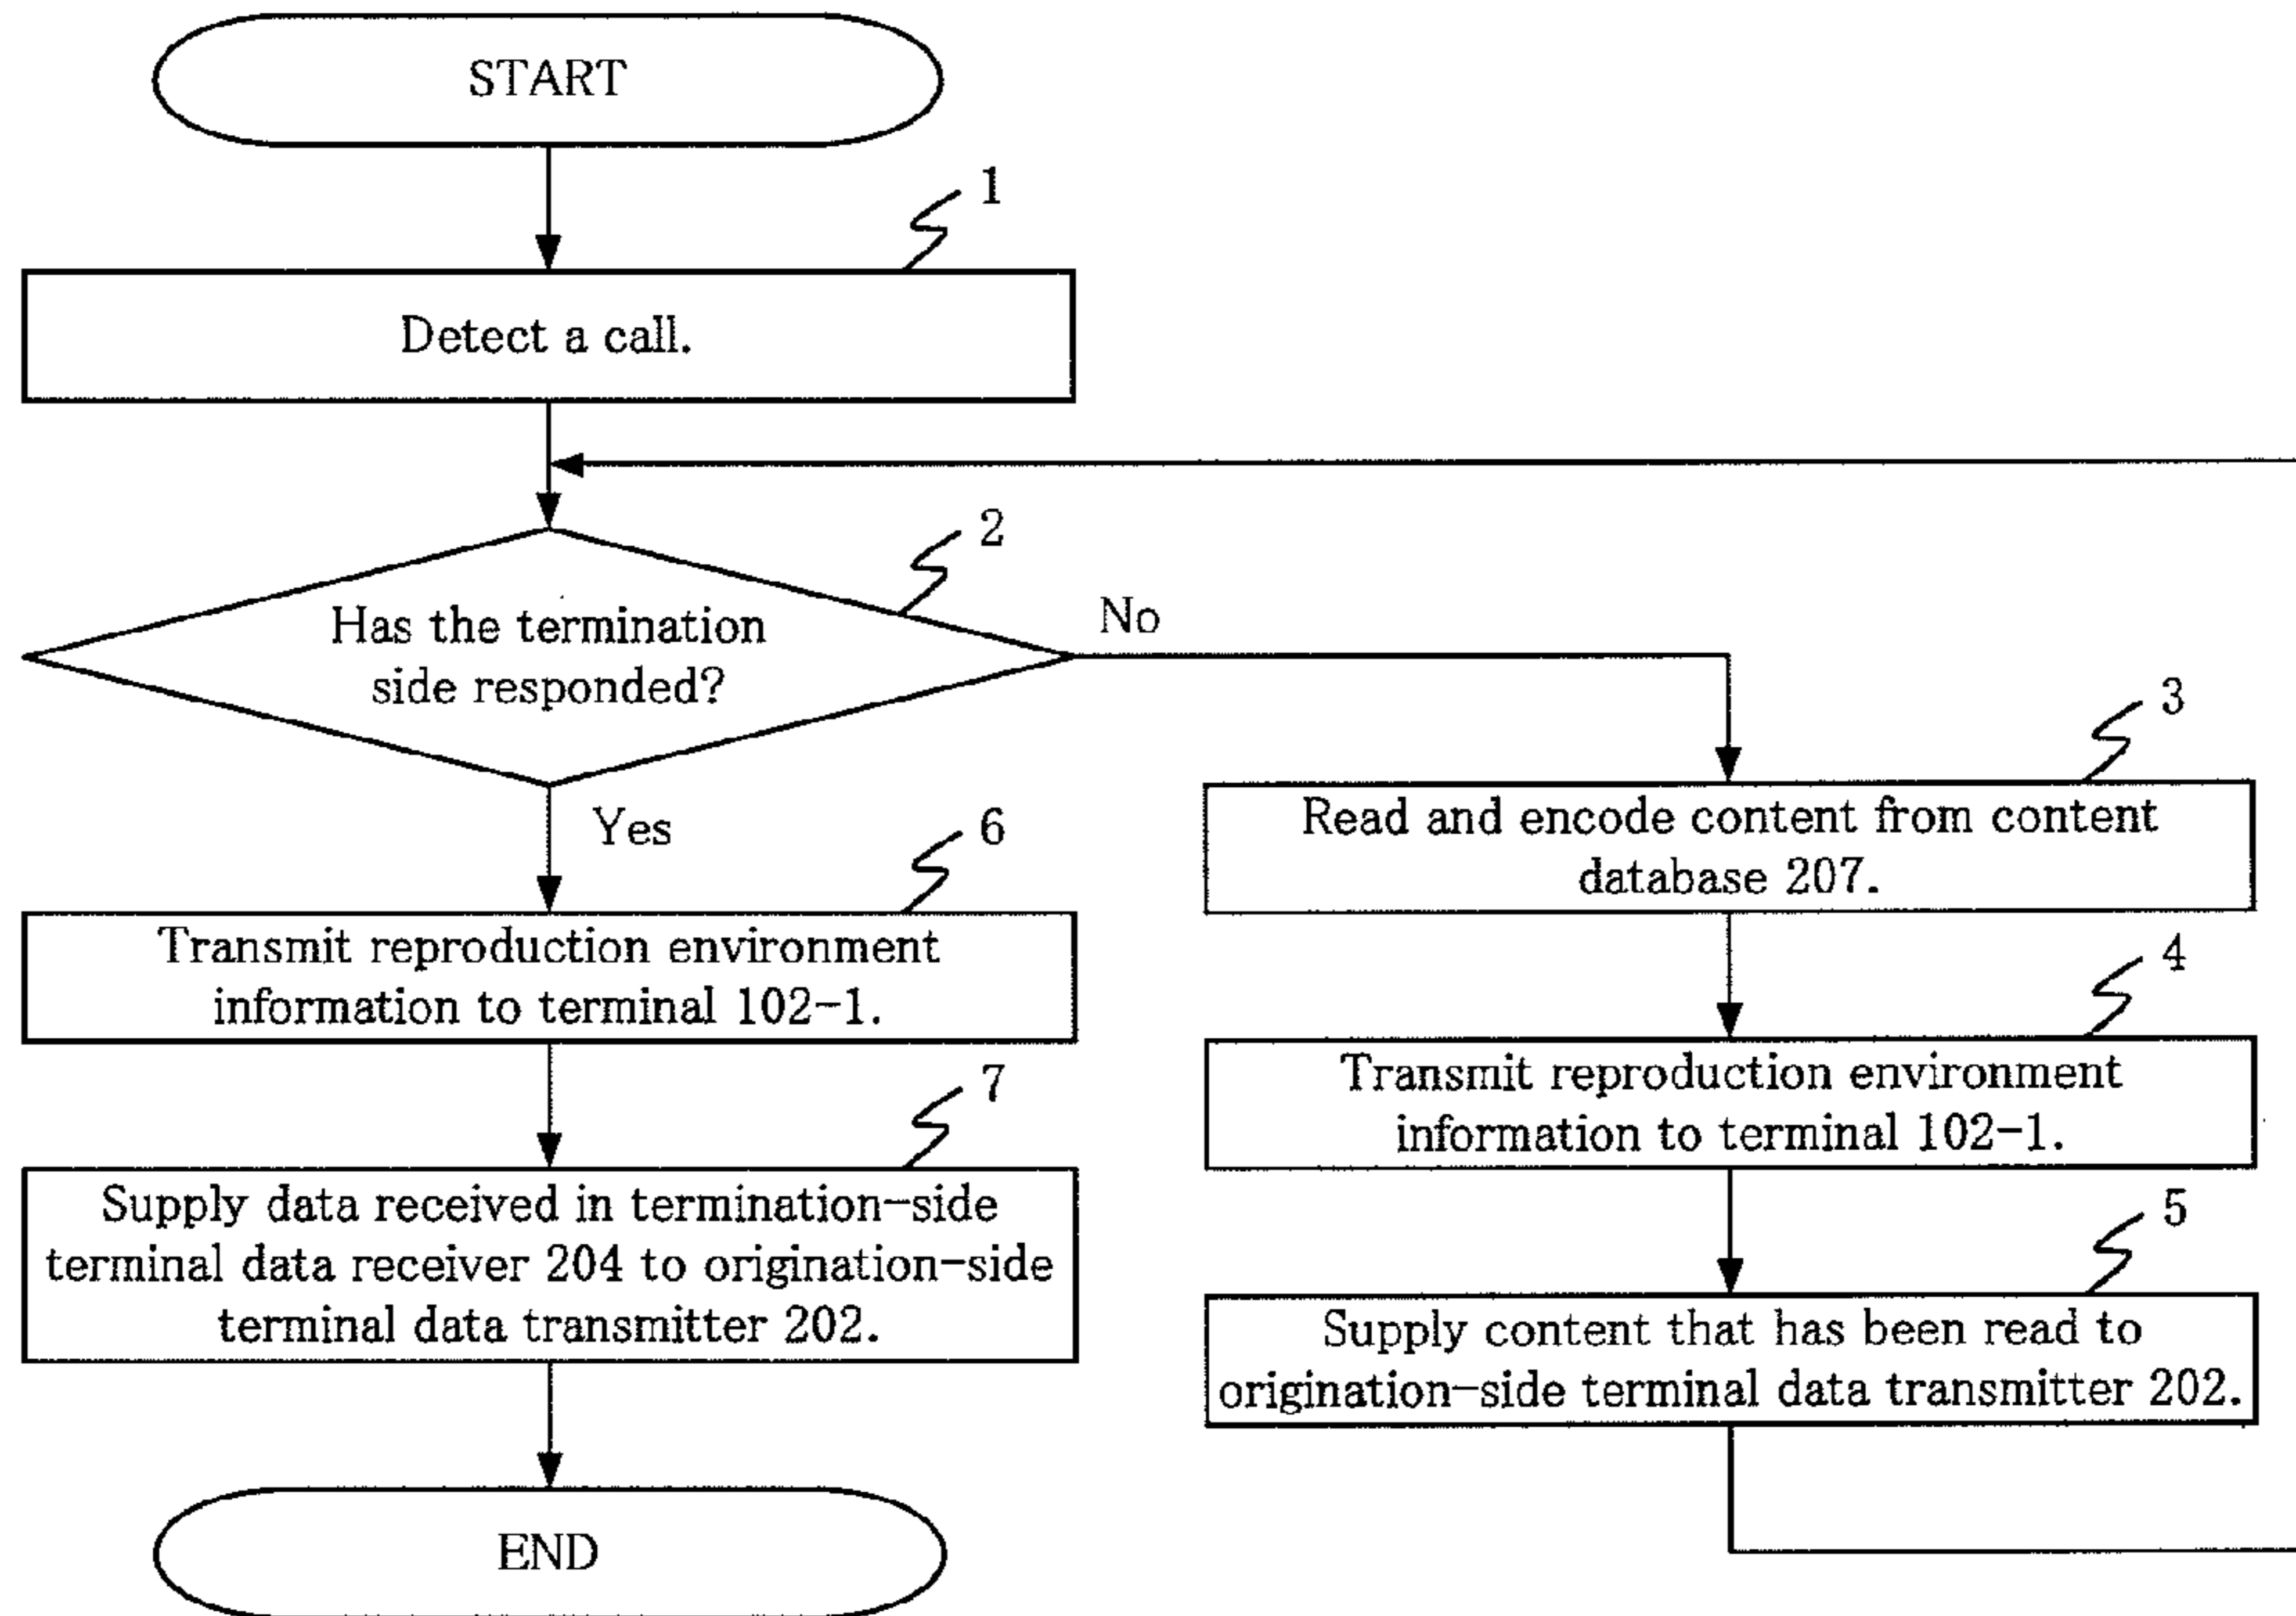 START
1
Detect a call.
2
Has the termination
side responded?
No
Yes
3
Read and encode content from content
database 207.
4
Transmit reproduction environment
information to terminal 102-1.
5
Supply content that has been read to
origination-side terminal data transmitter 202.
6
Transmit reproduction environment
information to terminal 102-1.
7
Supply data received in termination-side
terminal data receiver 204 to origination-side
terminal data transmitter 202.
END